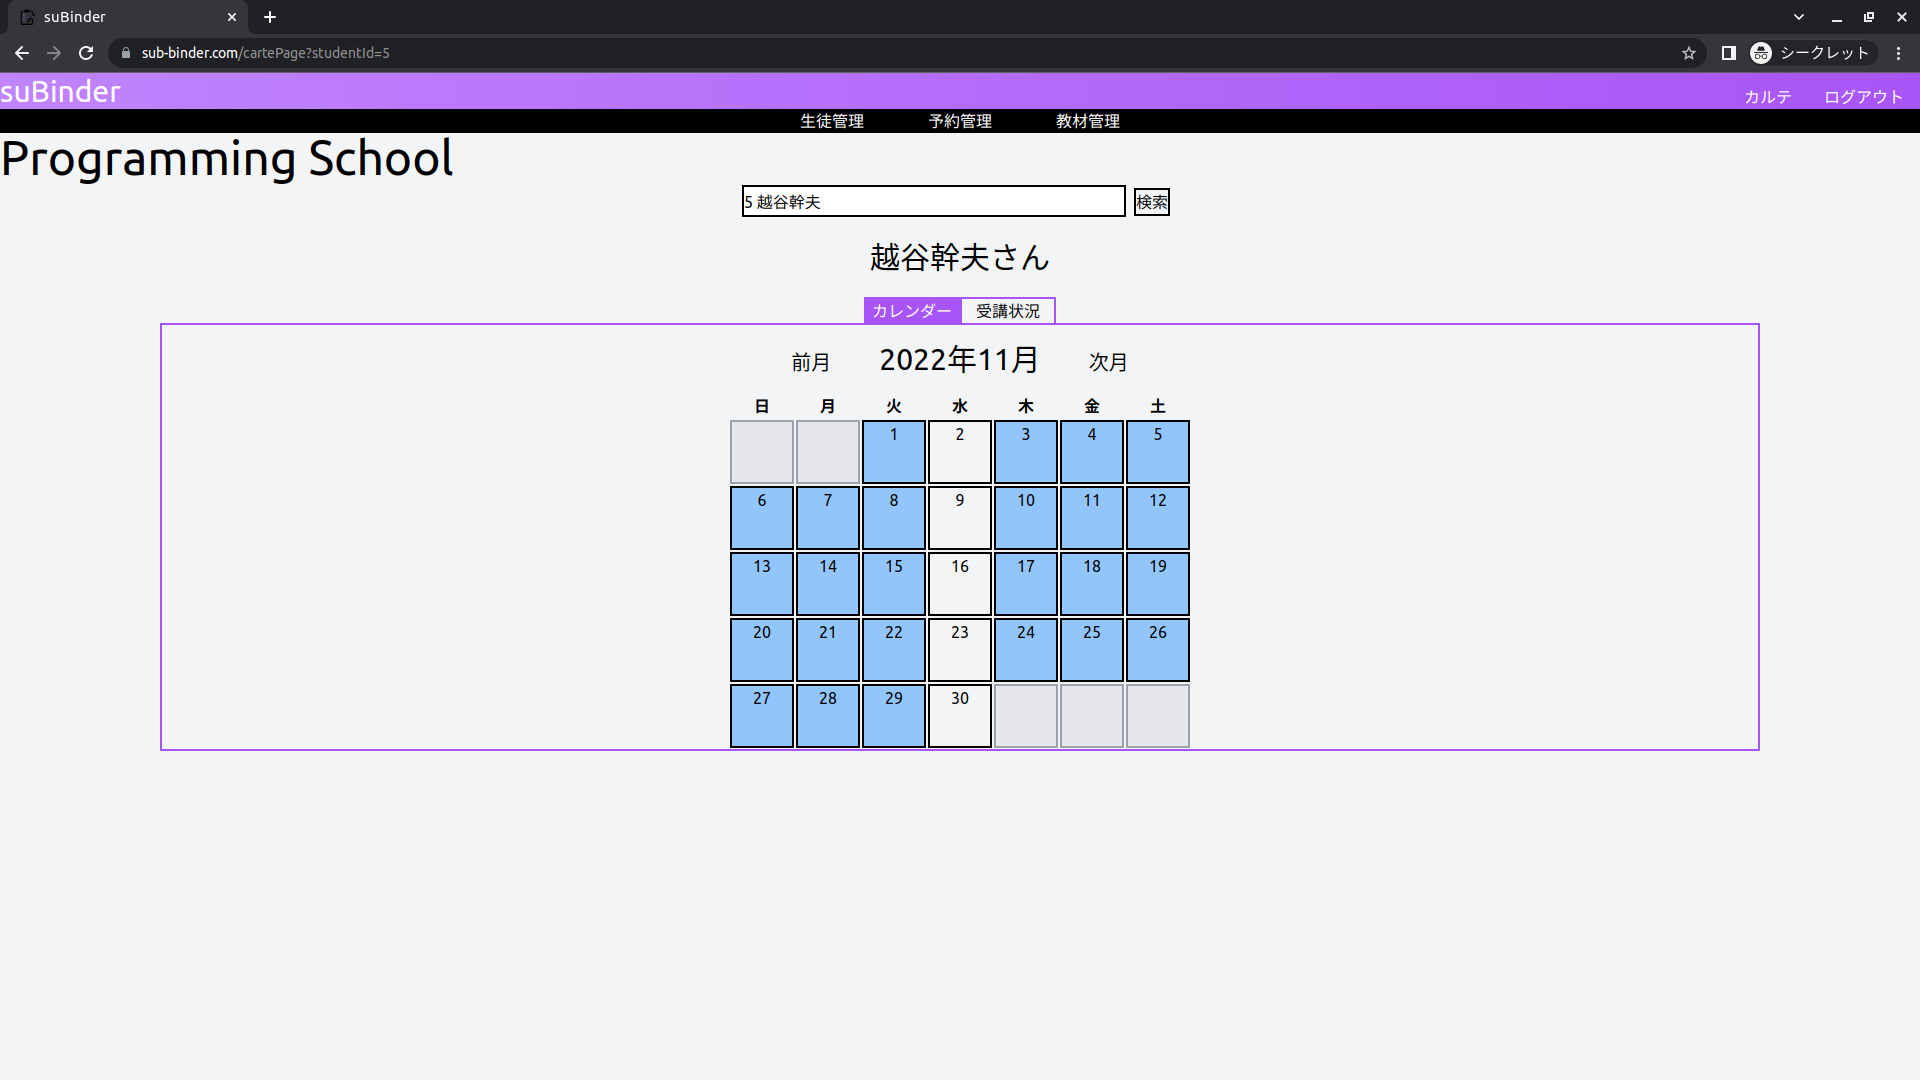 suBinder
sub-binder.com/cartePage?studentId=5
シークレット
suBinder
カルテ ログアウト
生徒管理 予約管理 教材管理
Programming School
5 越谷幹夫 検索
越谷幹夫さん
カレンダー 受講状況
前月 2022年11月 次月
日 月 火 水 木 金 土
1 2 3 4 5
6 7 8 9 10 11 12
13 14 15 16 17 18 19
20 21 22 23 24 25 26
27 28 29 30